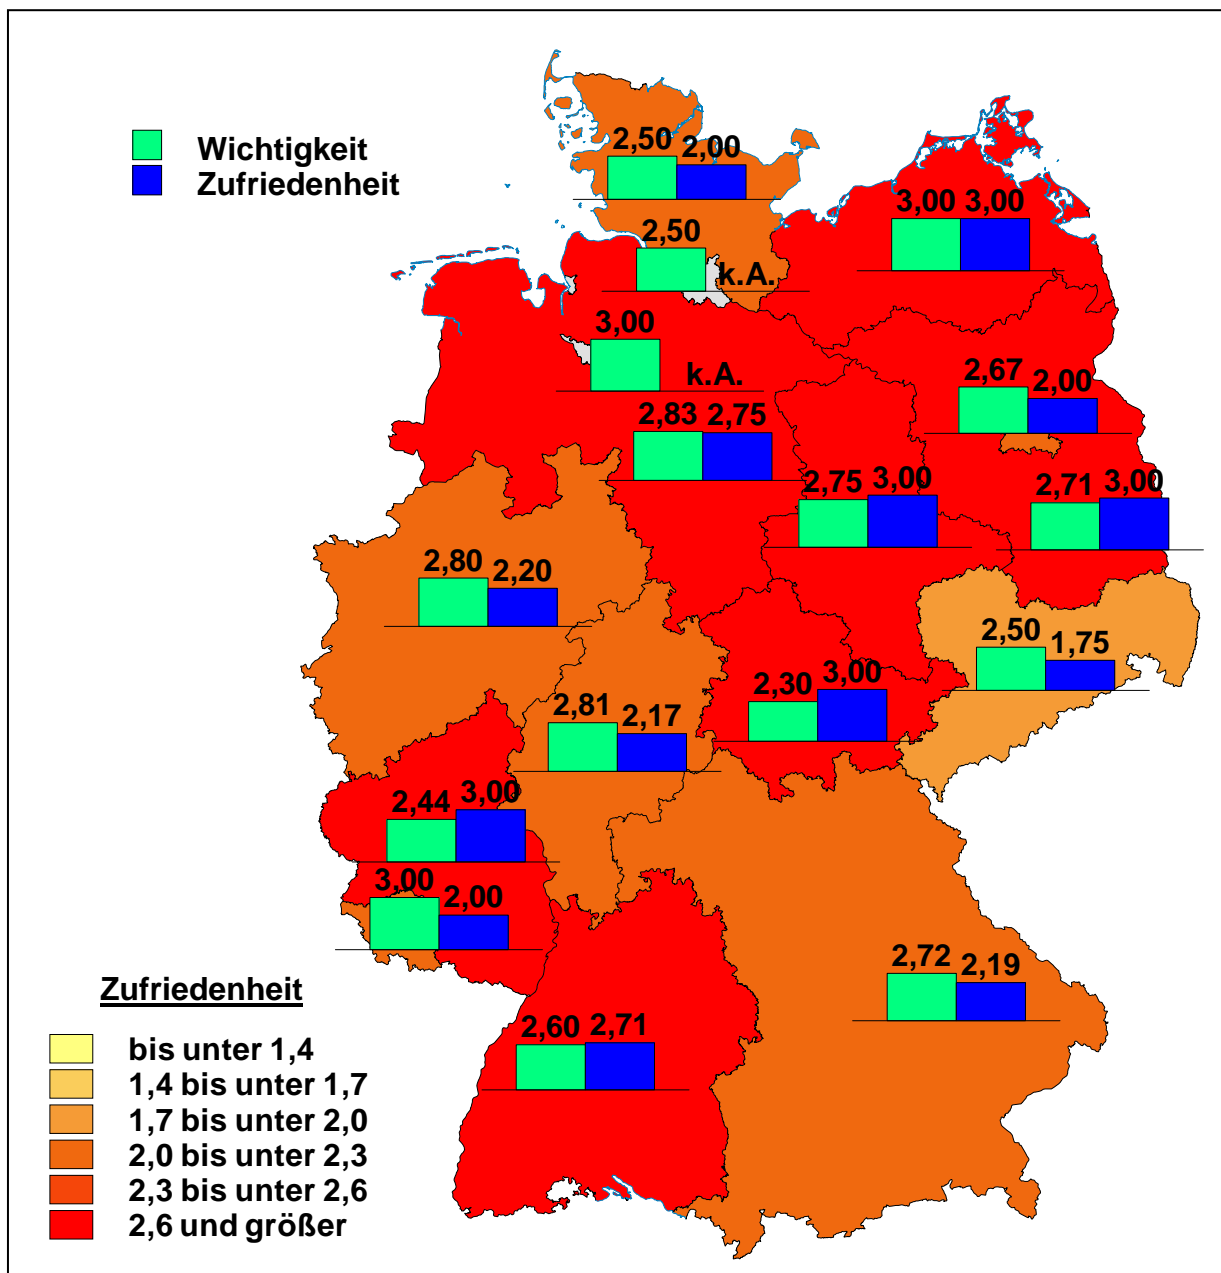 Wichtigkeit
Zufriedenheit
2,50 2,00
3,00 3,00
2,50
k.A.
3,00
k.A.
2,67 2,00
2,83 2,75
2,75 3,00
2,71 3,00
2,80 2,20
2,50 1,75
2,30 3,00
2,81 2,17
2,44 3,00
3,00 2,00
2,72 2,19
2,60 2,71
Zufriedenheit
bis unter 1,4
1,4 bis unter 1,7
1,7 bis unter 2,0
2,0 bis unter 2,3
2,3 bis unter 2,6
2,6 und größer